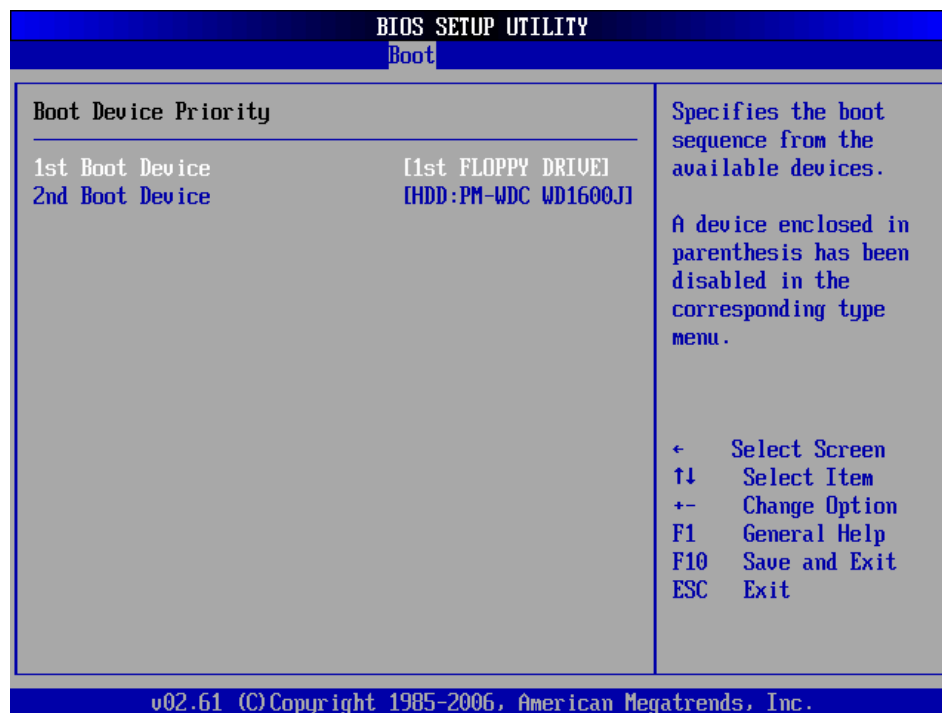 BIOS SETUP UTILITY
Boot
Boot Device Priority
1st Boot Device [1st FLOPPY DRIVE]
2nd Boot Device [HDD:PM-WDC WD1600J]
Specifies the boot
sequence from the
available devices.
A device enclosed in
parenthesis has been
disabled in the
corresponding type
menu.
← Select Screen
↑↓ Select Item
+- Change Option
F1 General Help
F10 Save and Exit
ESC Exit
v02.61 (C)Copyright 1985-2006, American Megatrends, Inc.